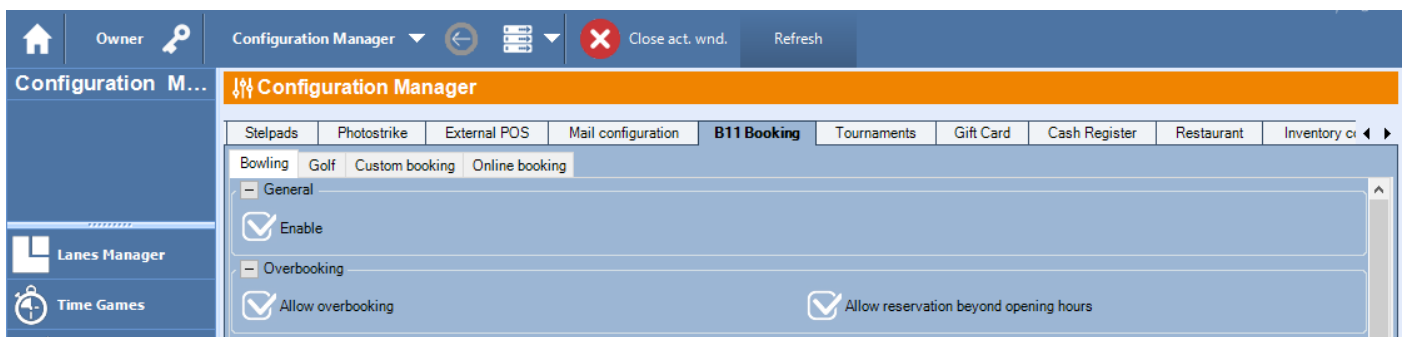 Owner
Configuration Manager
Close act. wnd.
Refresh
Configuration M...
Configuration Manager
Stelpads Photostrike External POS Mail configuration B11 Booking Tournaments Gift Card Cash Register Restaurant Inventory c
Bowling Golf Custom booking Online booking
General
Enable
Overbooking
Allow overbooking Allow reservation beyond opening hours
Lanes Manager
Time Games